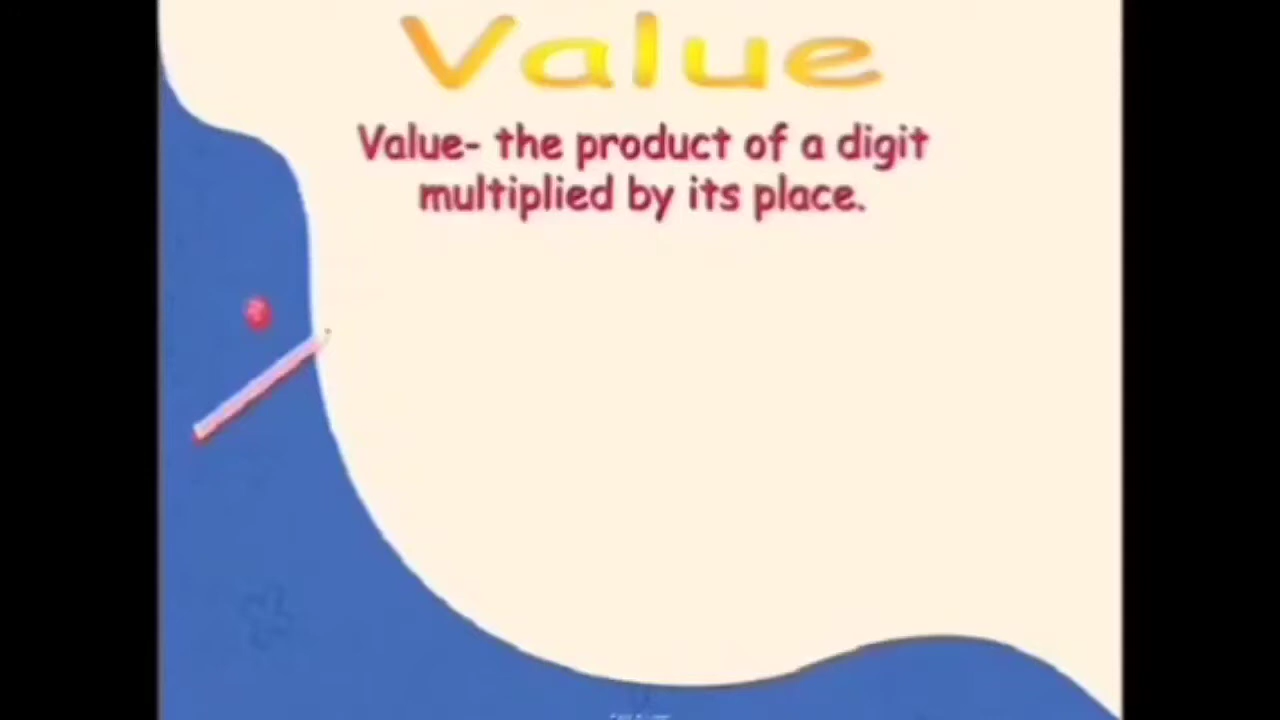 Value
Value- the product of a digit
multiplied by its place.